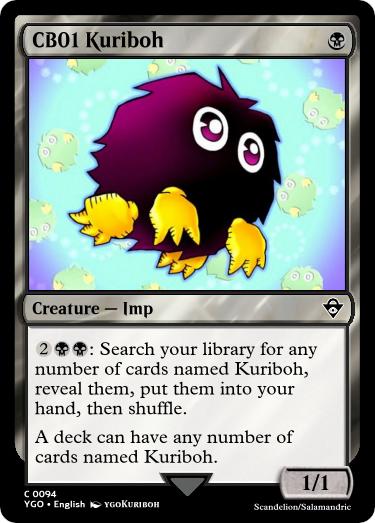 CB01 Kuriboh
Creature — Imp
2: Search your library for any
number of cards named Kuriboh,
reveal them, put them into your
hand, then shuffle.
A deck can have any number of
cards named Kuriboh.
1/1
C 0094
YGO • English YGOKURIBOH
Scandelion/Salamandric